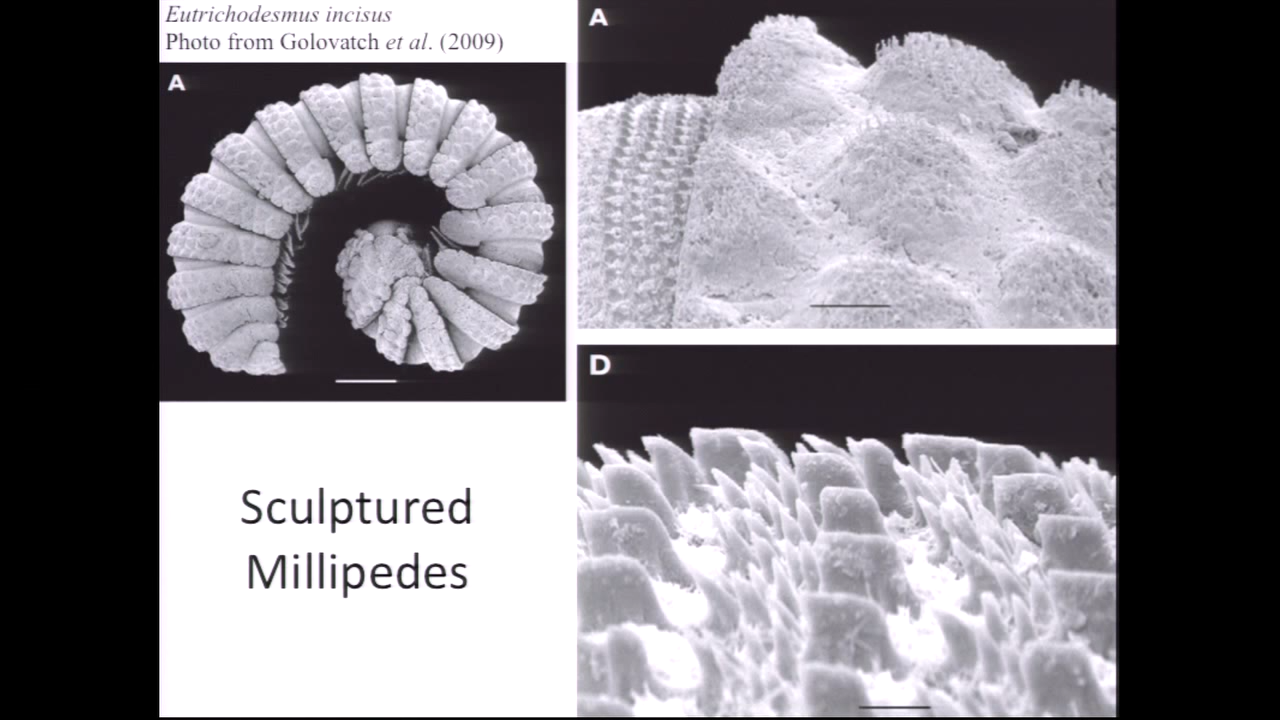 Eutrichodesmus incisus
Photo from Golovatch et al. (2009)
A
A
D
Sculptured
Millipedes